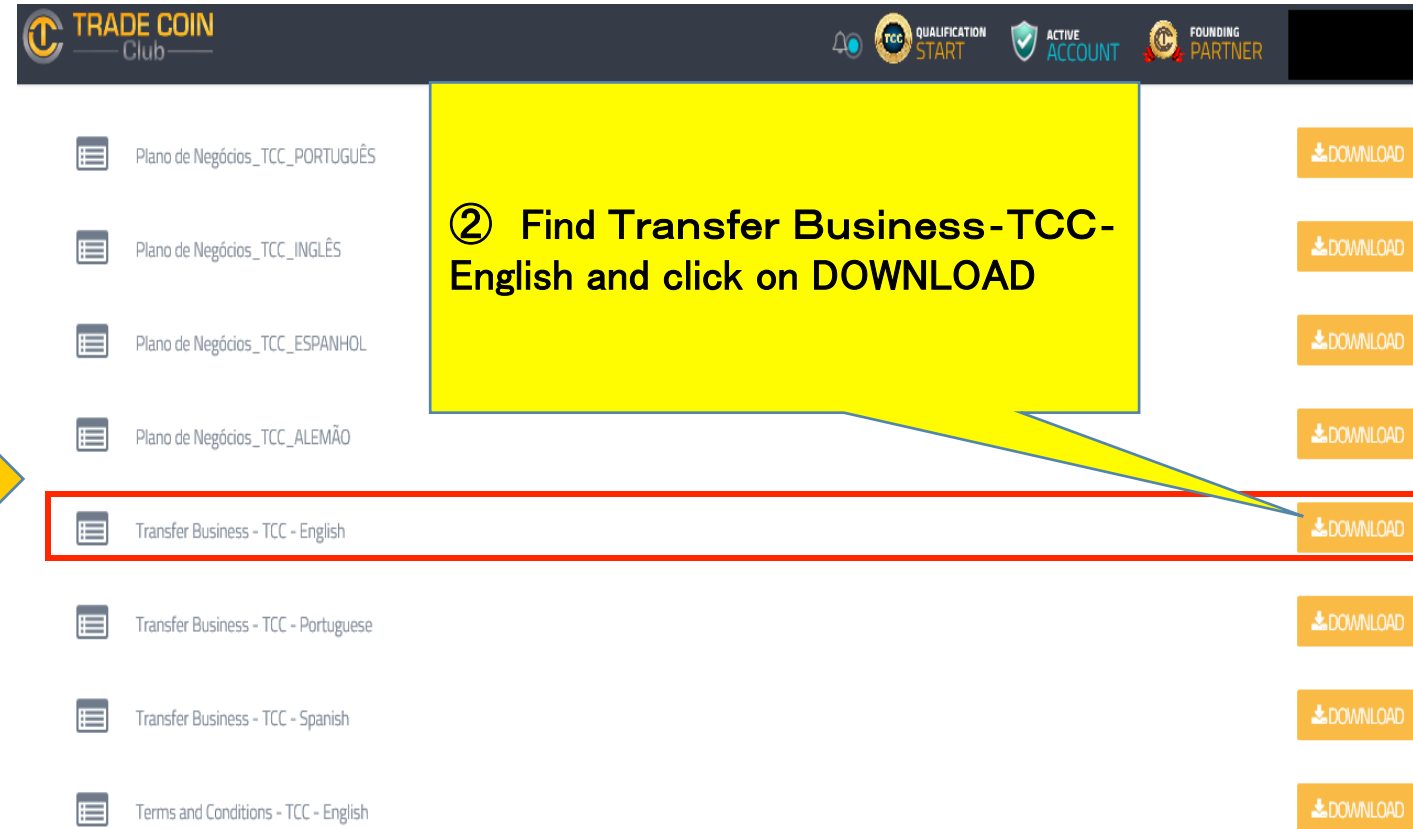 TRADE COIN
Club
QUALIFICATION
START
ACTIVE
ACCOUNT
FOUNDING
PARTNER
TCC
Plano de Negócios_TCC_PORTUGUÊS
DOWNLOAD
② Find Transfer Business-TCC-
English and click on DOWNLOAD
Plano de Negócios_TCC_INGLÊS
DOWNLOAD
Plano de Negócios_TCC_ESPANHOL
DOWNLOAD
Plano de Negócios_TCC_ALEMÃO
DOWNLOAD
Transfer Business - TCC - English
DOWNLOAD
Transfer Business - TCC - Portuguese
DOWNLOAD
Transfer Business - TCC - Spanish
DOWNLOAD
Terms and Conditions - TCC - English
DOWNLOAD